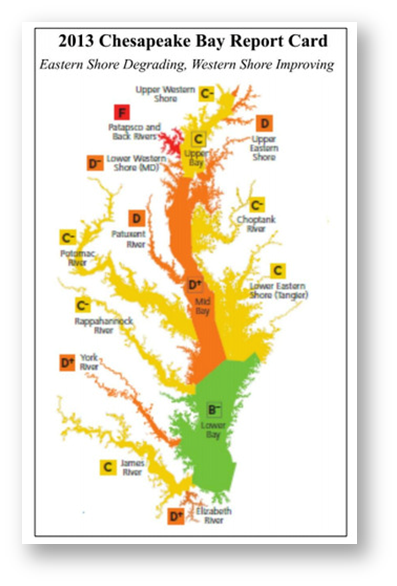 2013 Chesapeake Bay Report Card
Eastern Shore Degrading, Western Shore Improving
Upper Western
Shore
C-
F
Patapsco and
Back Rivers
C
Upper
Bay
D
Upper
Eastern
Shore
D-
Lower Western
Shore (MD)
C-
Choptank
River
D
Patuxent
River
C-
Potomac
River
C
Lower Eastern
Shore (Tangier)
D+
Mid
Bay
C-
Rappahannock
River
D+
York
River
B-
Lower
Bay
C
James
River
D+
Elizabeth
River